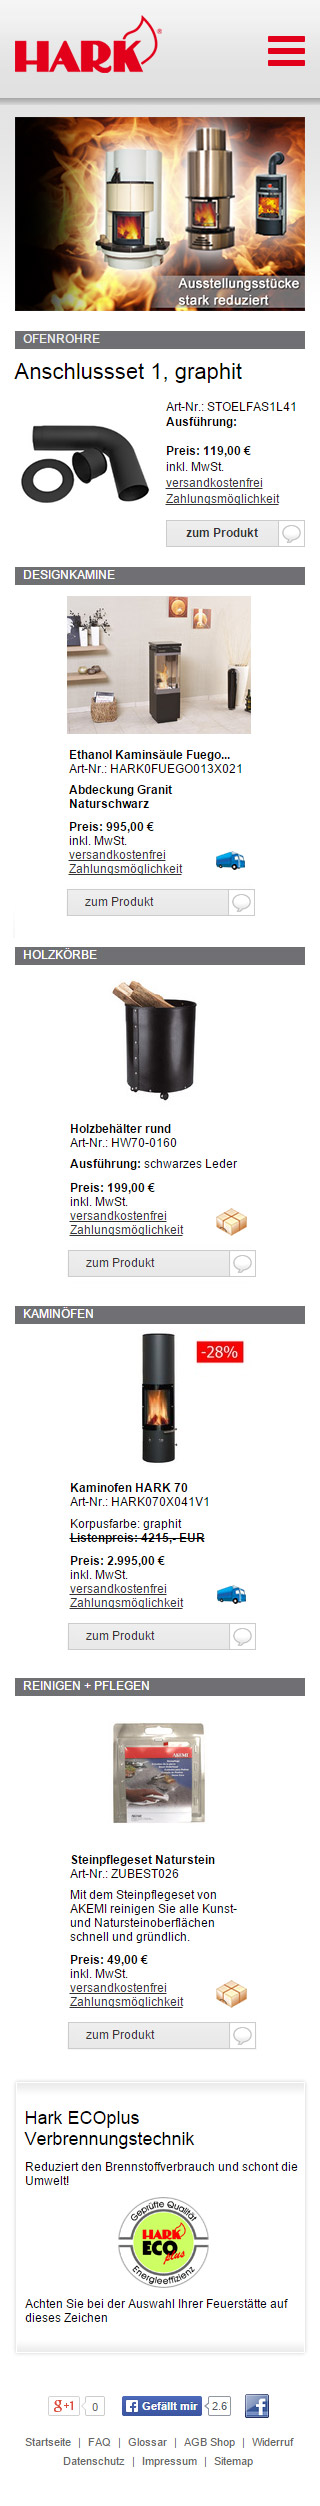 HARK®
Ausstellungsstücke
stark reduziert
OFENROHRE
Anschlussset 1, graphit
Art-Nr.: STOELFAS1L41
Ausführung:
Preis: 119,00 €
inkl. MwSt.
versandkostenfrei
Zahlungsmöglichkeit
zum Produkt
DESIGNKAMINE
Ethanol Kaminsäule Fuego...
Art-Nr.: HARK0FUEGO013X021
Abdeckung Granit
Naturschwarz
Preis: 995,00 €
inkl. MwSt.
versandkostenfrei
Zahlungsmöglichkeit
zum Produkt
HOLZKÖRBE
Holzbehälter rund
Art-Nr.: HW70-0160
Ausführung: schwarzes Leder
Preis: 199,00 €
inkl. MwSt.
versandkostenfrei
Zahlungsmöglichkeit
zum Produkt
KAMINÖFEN
-28%
Kaminofen HARK 70
Art-Nr.: HARK070X041V1
Korpusfarbe: graphit
Listenpreis: 4215,- EUR
Preis: 2.995,00 €
inkl. MwSt.
versandkostenfrei
Zahlungsmöglichkeit
zum Produkt
REINIGEN + PFLEGEN
AKEMI
Steinpflegeset Naturstein
Art-Nr.: ZUBEST026
Mit dem Steinpflegeset von
AKEMI reinigen Sie alle Kunst-
und Natursteinoberflächen
schnell und gründlich.
Preis: 49,00 €
inkl. MwSt.
versandkostenfrei
Zahlungsmöglichkeit
zum Produkt
Hark ECOplus
Verbrennungstechnik
Reduziert den Brennstoffverbrauch und schont die
Umwelt!
Geprüfte Qualität
HARK
ECO
plus
Energieeffizienz
Achten Sie bei der Auswahl Ihrer Feuerstätte auf
dieses Zeichen
g+1 0 f Gefällt mir 2.6 f
Startseite | FAQ | Glossar | AGB Shop | Widerruf
Datenschutz | Impressum | Sitemap